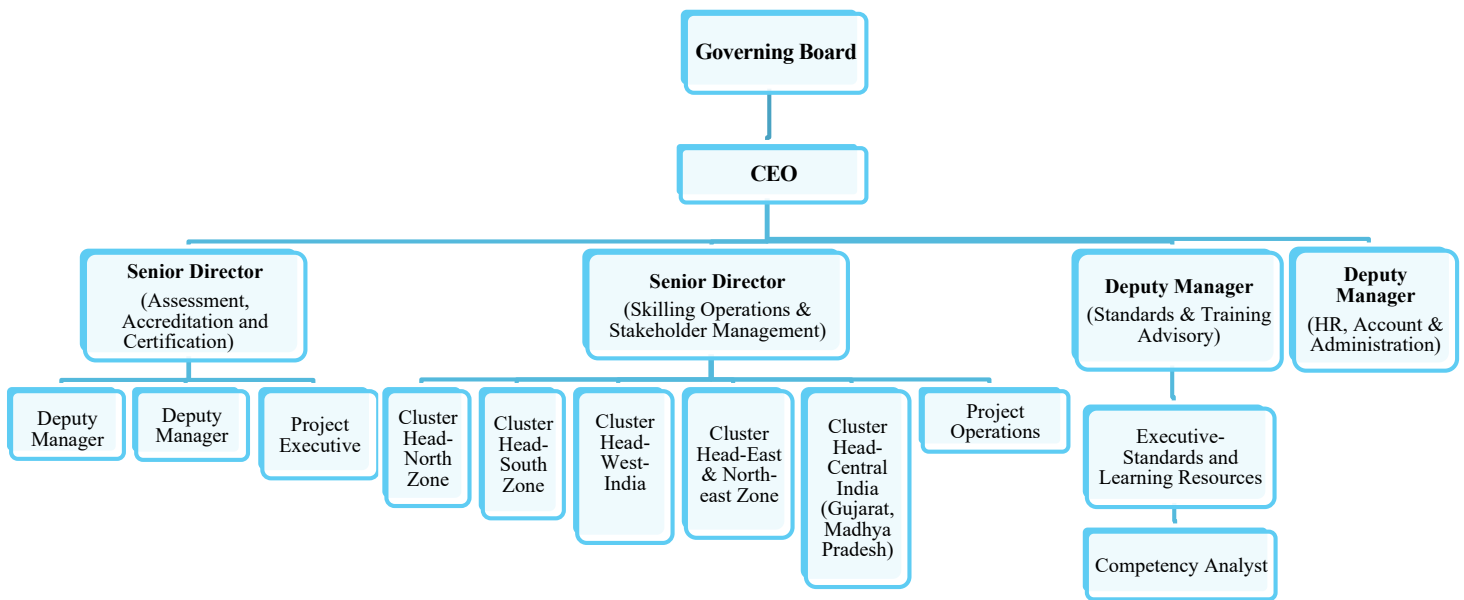 Governing Board
CEO
Senior Director
(Assessment,
Accreditation and
Certification)
Senior Director
(Skilling Operations &
Stakeholder Management)
Deputy Manager
(Standards & Training
Advisory)
Deputy
Manager
(HR, Account &
Administration)
Deputy
Manager
Deputy
Manager
Project
Executive
Cluster
Head-
North
Zone
Cluster
Head-
South
Zone
Cluster
Head-
West-
India
Cluster
Head-East
& North-
east Zone
Cluster
Head-
Central
India
(Gujarat,
Madhya
Pradesh)
Project
Operations
Executive-
Standards and
Learning Resources
Competency Analyst